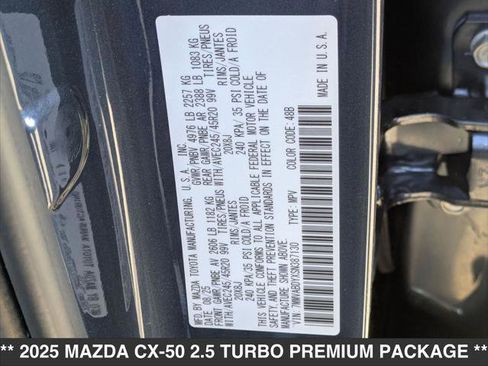 MFD. BY MAZDA TOYOTA MANUFACTURING, U.S.A. INC.
DATE: 08/25 GVWR/PNBV 4976 LB 2257 KG
FRONT GAWR/PNBE AV 2606 LB 1182 KG REAR GAWR/PNBE AR 2388 LB 1083 KG
WITH/AVEC 245/45R20 99V TIRES/PNEUS WITH/AVEC 245/45R20 99V TIRES/PNEUS
20X8J RIMS/JANTES 20X8J RIMS/JANTES
240 KPA/ 35 PSI COLD/A FROID 240 KPA/ 35 PSI COLD/A FROID
THIS VEHICLE CONFORMS TO ALL APPLICABLE FEDERAL MOTOR VEHICLE
SAFETY AND THEFT PREVENTION STANDARDS IN EFFECT ON THE DATE OF
MANUFACTURE SHOWN ABOVE.
TYPE: MPV COLOR CODE: 48B
MADE IN U.S.A.
** 2025 MAZDA CX-50 2.5 TURBO PREMIUM PACKAGE **